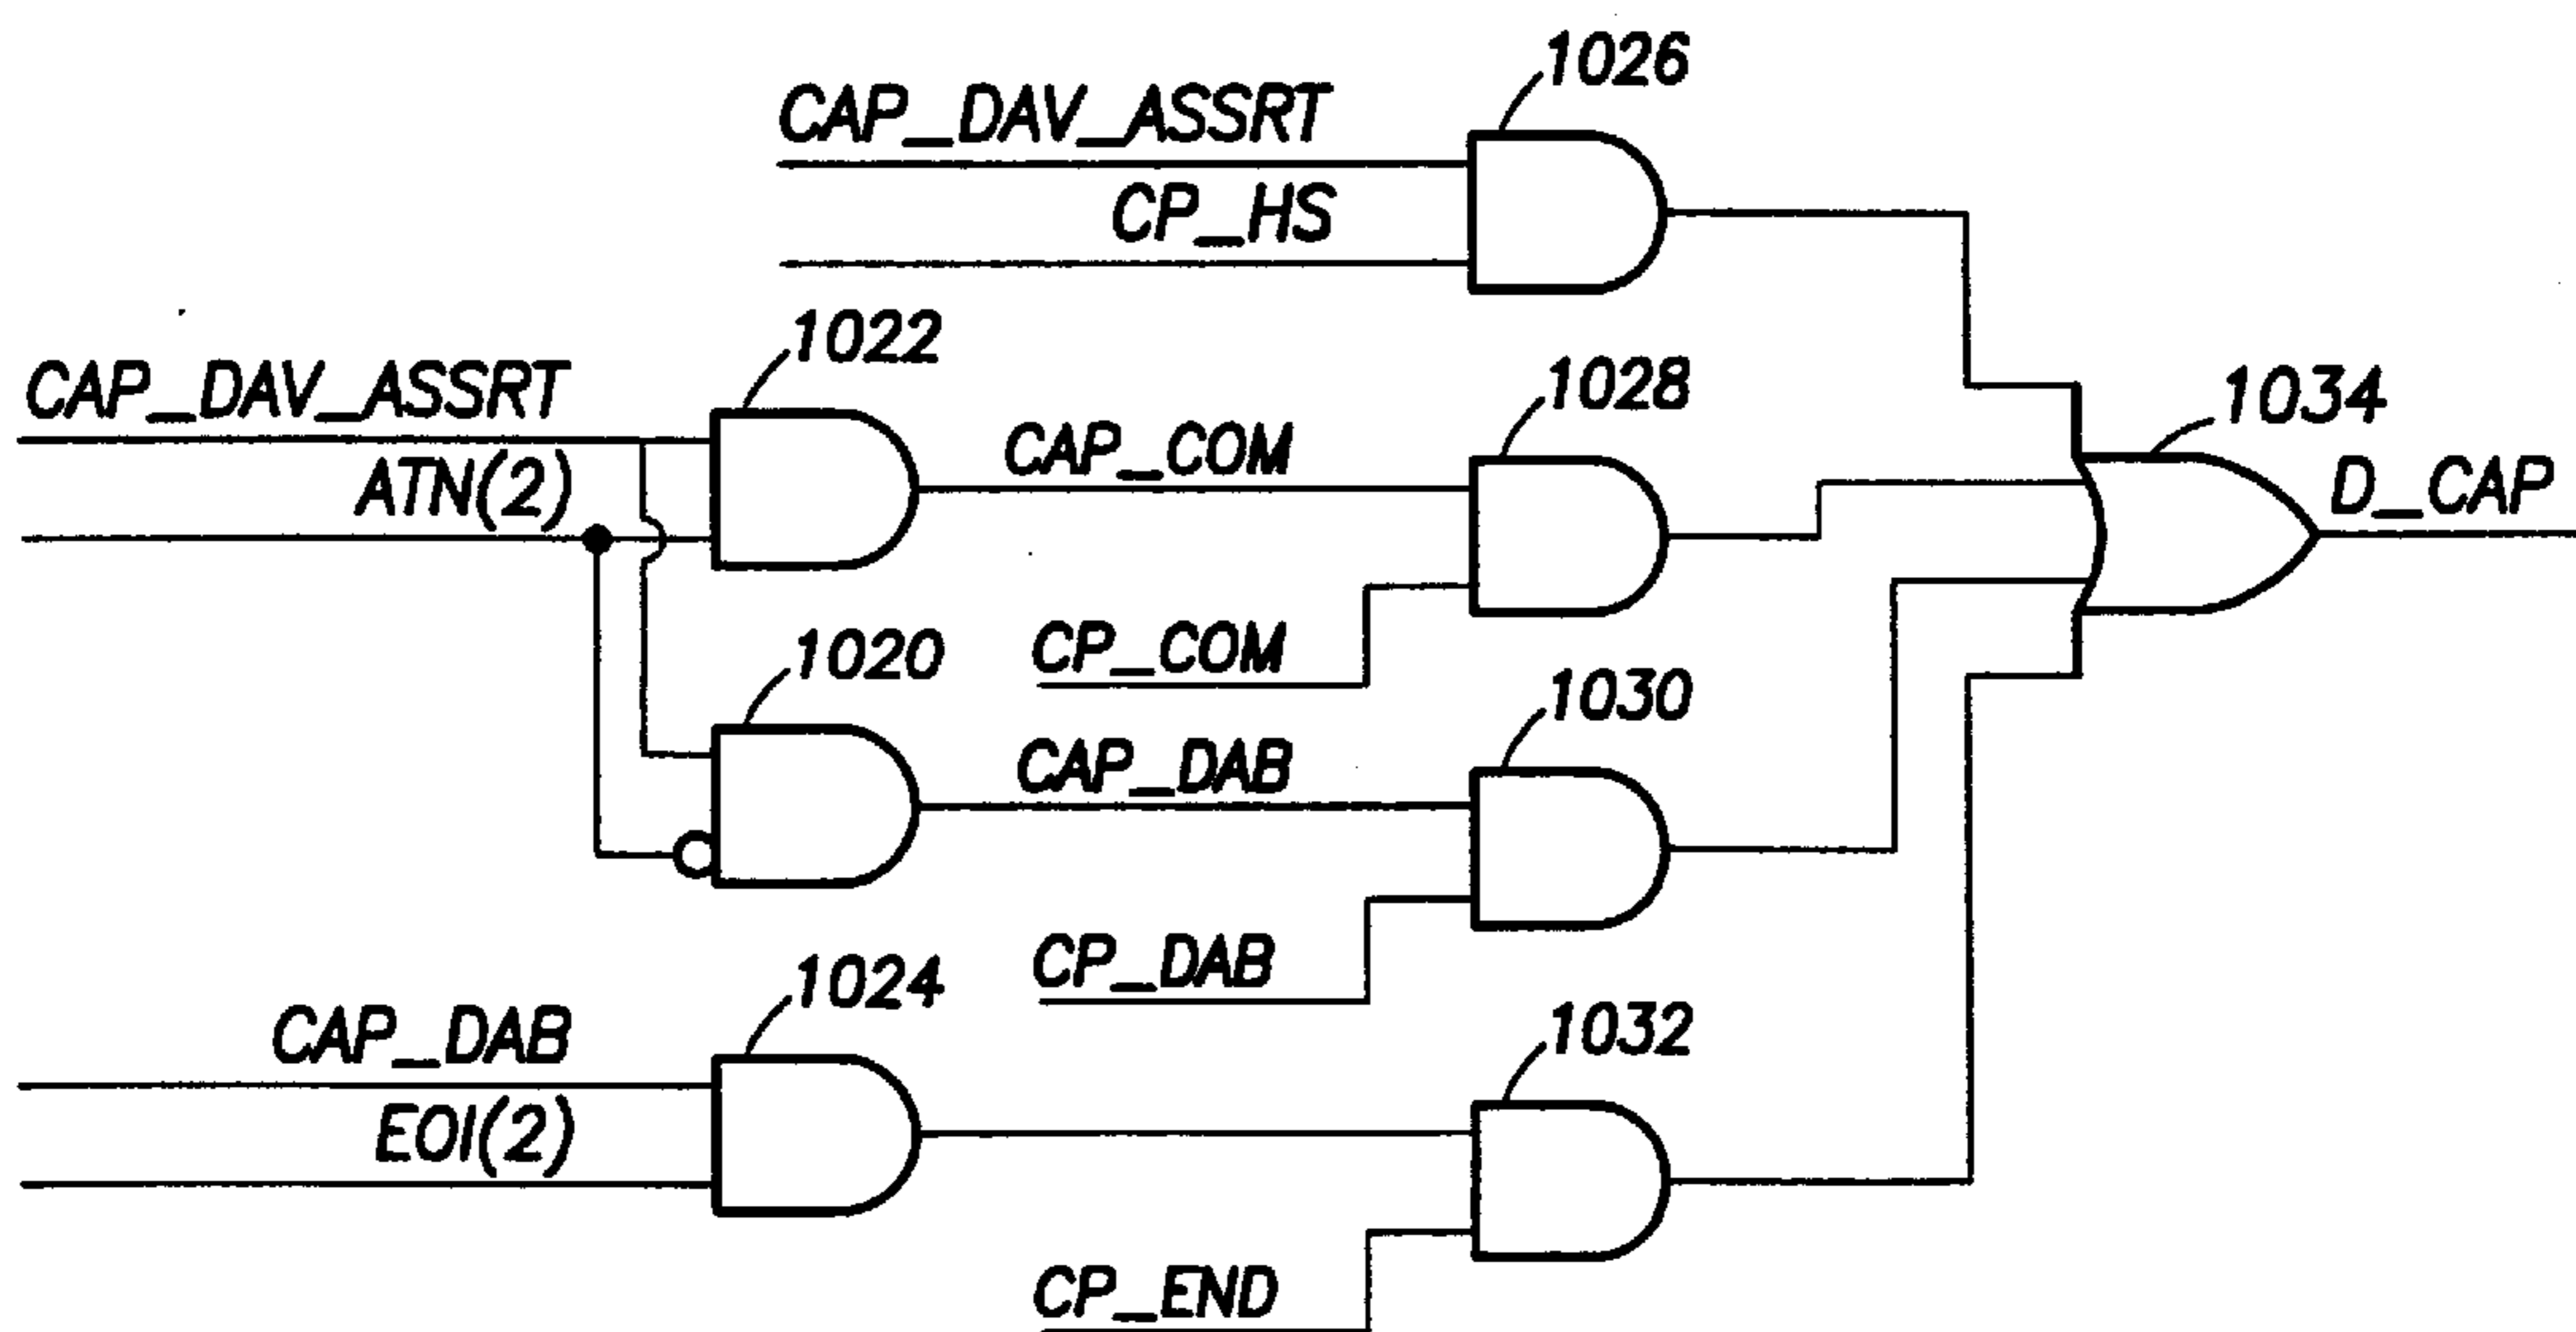 1026
CAP_DAV_ASSRT
CP_HS
1022
CAP_DAV_ASSRT
1028
1034
CAP_COM
ATN(2)
D_CAP
1020
CP_COM
1030
CAP_DAB
1024
CP_DAB
CAP_DAB
1032
EOI(2)
CP_END